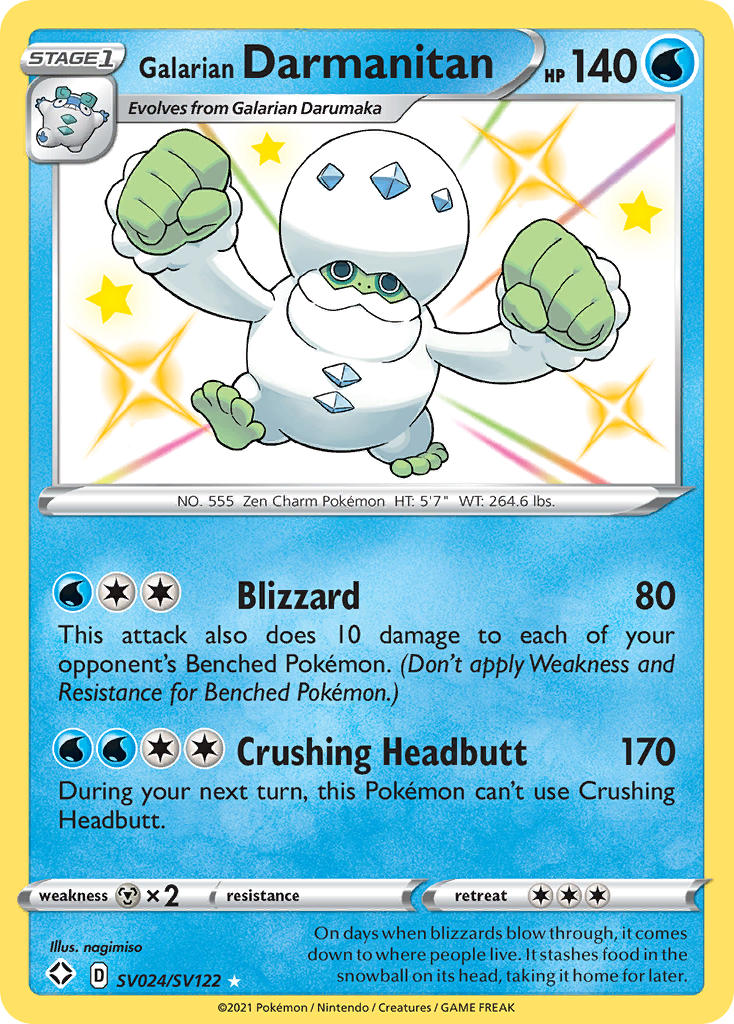 STAGE 1
Galarian Darmanitan HP 140
Evolves from Galarian Darumaka
NO. 555 Zen Charm Pokémon HT: 5'7" WT: 264.6 lbs.
Blizzard 80
This attack also does 10 damage to each of your
opponent's Benched Pokémon. (Don't apply Weakness and
Resistance for Benched Pokémon.)
Crushing Headbutt 170
During your next turn, this Pokémon can't use Crushing
Headbutt.
weakness ×2 resistance retreat
Illus. nagimiso
On days when blizzards blow through, it comes
down to where people live. It stashes food in the
snowball on its head, taking it home for later.
D SV024/SV122
©2021 Pokémon / Nintendo / Creatures / GAME FREAK